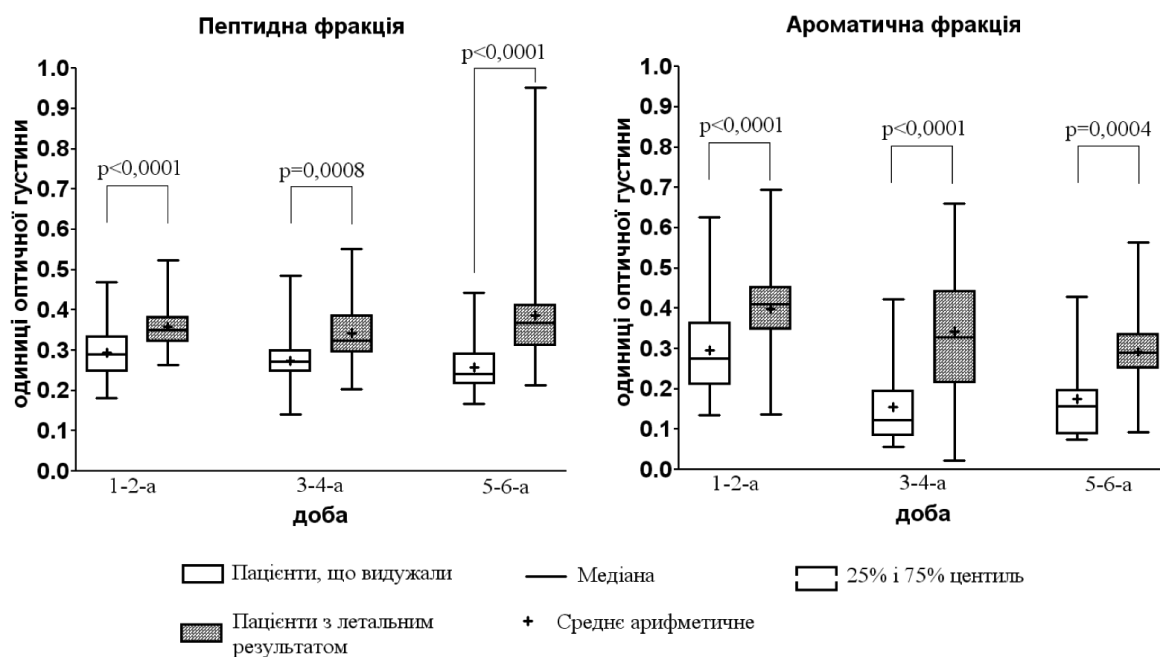 Пептидна фракція
p<0,0001
1.0
0.9
0.8
0.7
0.6
0.5
0.4
0.3
0.2
0.1
0.0
одиниці оптичної густини
p<0,0001
p=0,0008
1-2-а
3-4-а
5-6-а
доба
Ароматична фракція
1.0
0.9
0.8
0.7
0.6
0.5
0.4
0.3
0.2
0.1
0.0
одиниці оптичної густини
p<0,0001
p<0,0001
p=0,0004
1-2-а
3-4-а
5-6-а
доба
Пацієнти, що видужали
Медіана
25% і 75% центиль
Пацієнти з летальним
результатом
Среднє арифметичне